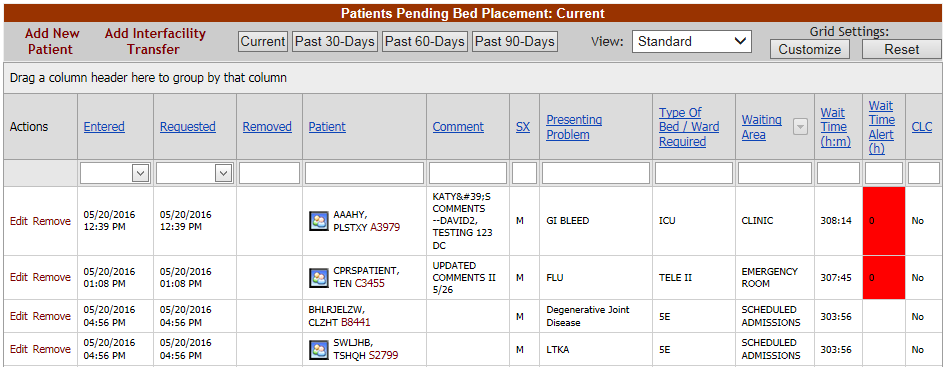 Patients Pending Bed Placement: Current
Add New Patient
Add Interfacility Transfer
Current Past 30-Days Past 60-Days Past 90-Days
View: Standard
Grid Settings:
Customize Reset
Drag a column header here to group by that column
Actions Entered Requested Removed Patient Comment SX Presenting Problem Type Of Bed / Ward Required Waiting Area Wait Time (h:m) Wait Time Alert (h) CLC
Edit Remove 05/20/2016 12:39 PM 05/20/2016 12:39 PM AAAHY, PLSTXY A3979 KATY&#39;S COMMENTS --DAVID2, TESTING 123 DC M GI BLEED ICU CLINIC 308:14 0 No
Edit Remove 05/20/2016 01:08 PM 05/20/2016 01:08 PM CPRSPATIENT, TEN C3455 UPDATED COMMENTS II 5/26 M FLU TELE II EMERGENCY ROOM 307:45 0 No
Edit Remove 05/20/2016 04:56 PM 05/20/2016 04:56 PM BHLRJELZW, CLZHT B8441 M Degenerative Joint Disease 5E SCHEDULED ADMISSIONS 303:56 No
Edit Remove 05/20/2016 04:56 PM 05/20/2016 04:56 PM SWLJHB, TSHQH S2799 M LTKA 5E SCHEDULED ADMISSIONS 303:56 No